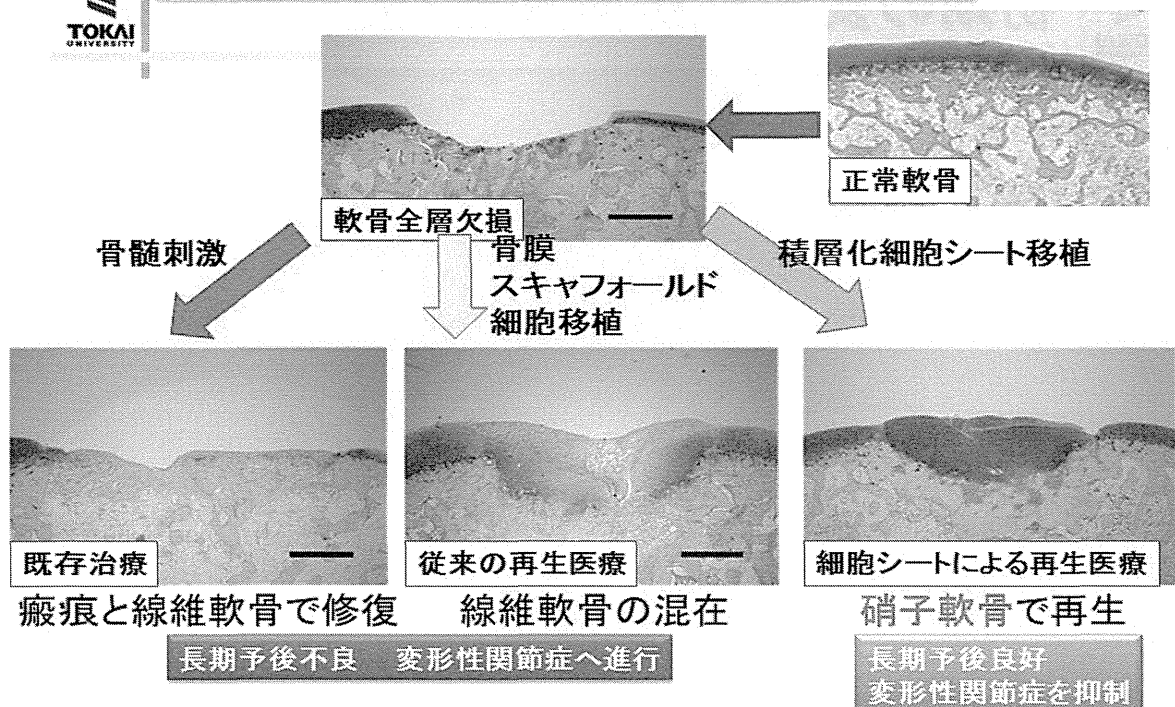 TOKAI
UNIVERSITY
正常軟骨
軟骨全層欠損
骨髄刺激
骨膜
スキャフォールド
細胞移植
積層化細胞シート移植
既存治療
従来の再生医療
細胞シートによる再生医療
瘢痕と線維軟骨で修復
線維軟骨の混在
硝子軟骨で再生
長期予後不良 変形性関節症へ進行
長期予後良好
変形性関節症を抑制